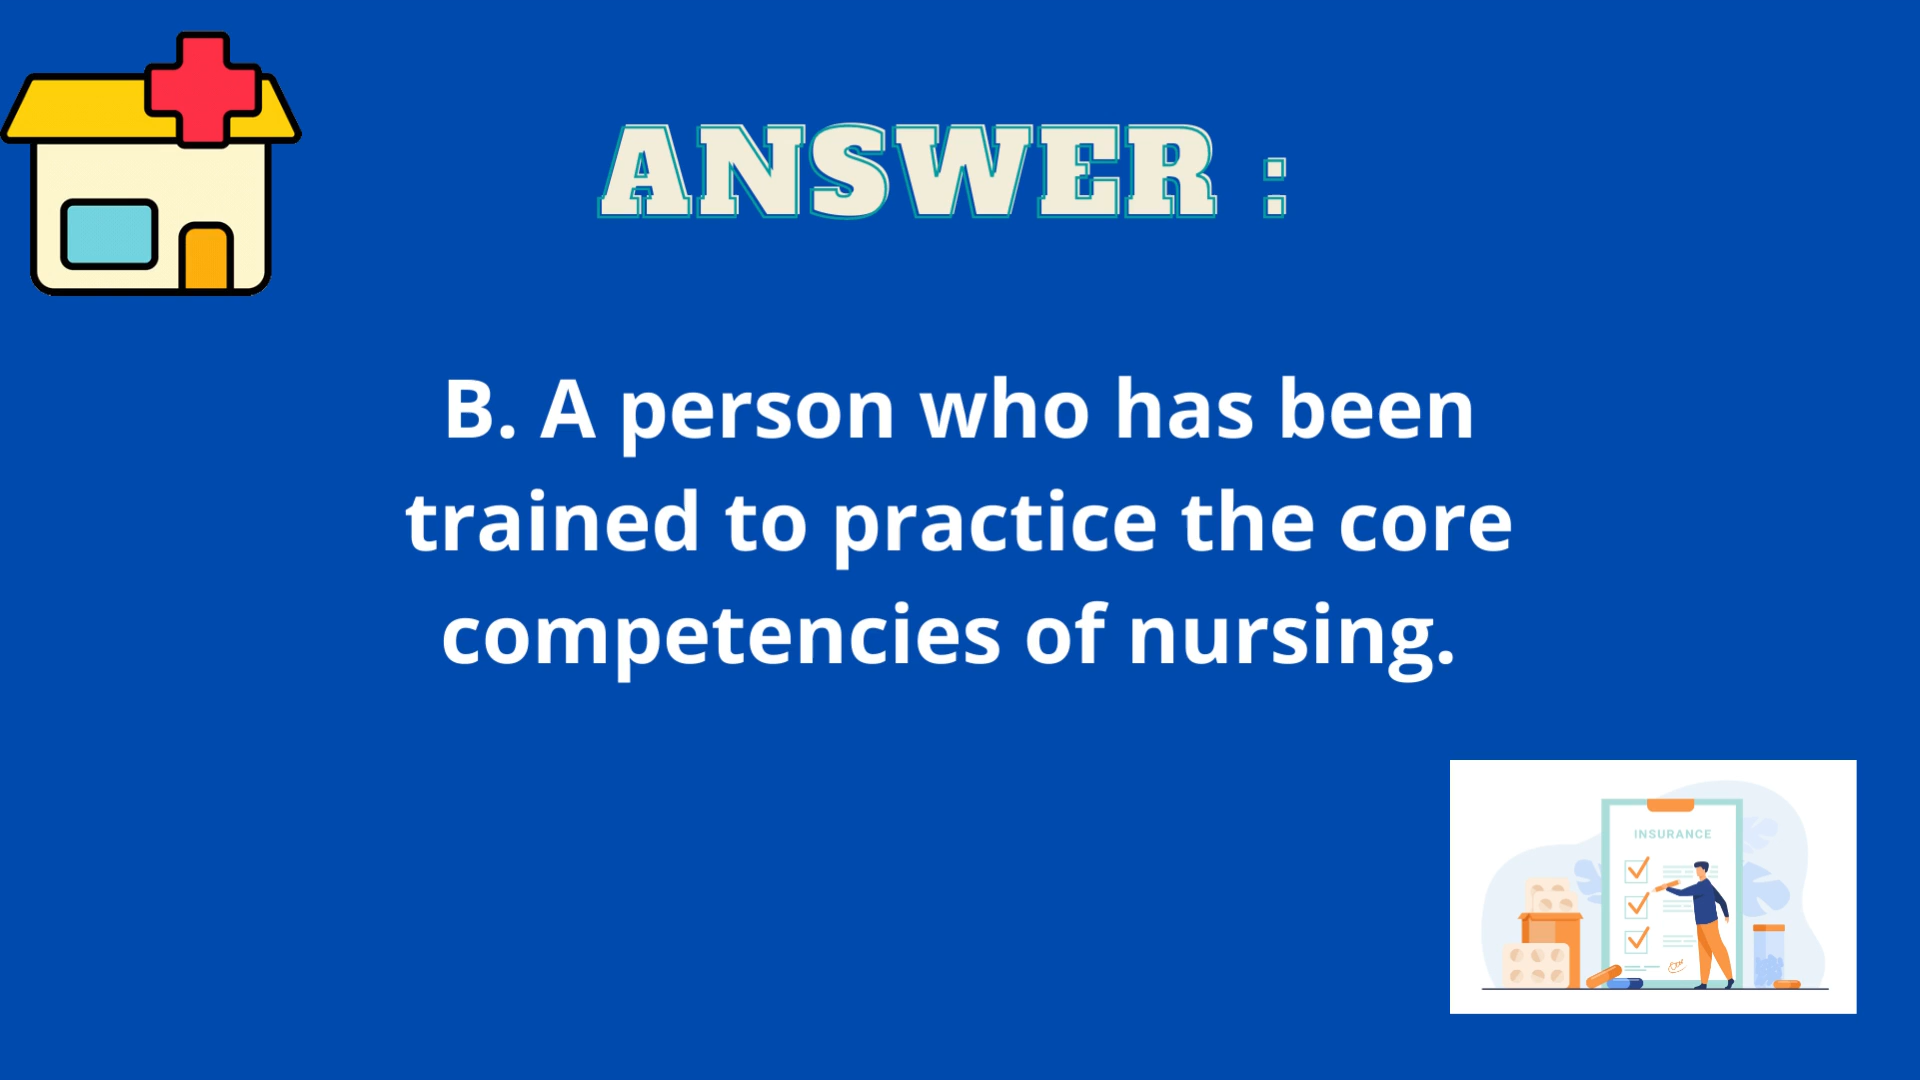 ANSWER :
B. A person who has been
trained to practice the core
competencies of nursing.
INSURANCE